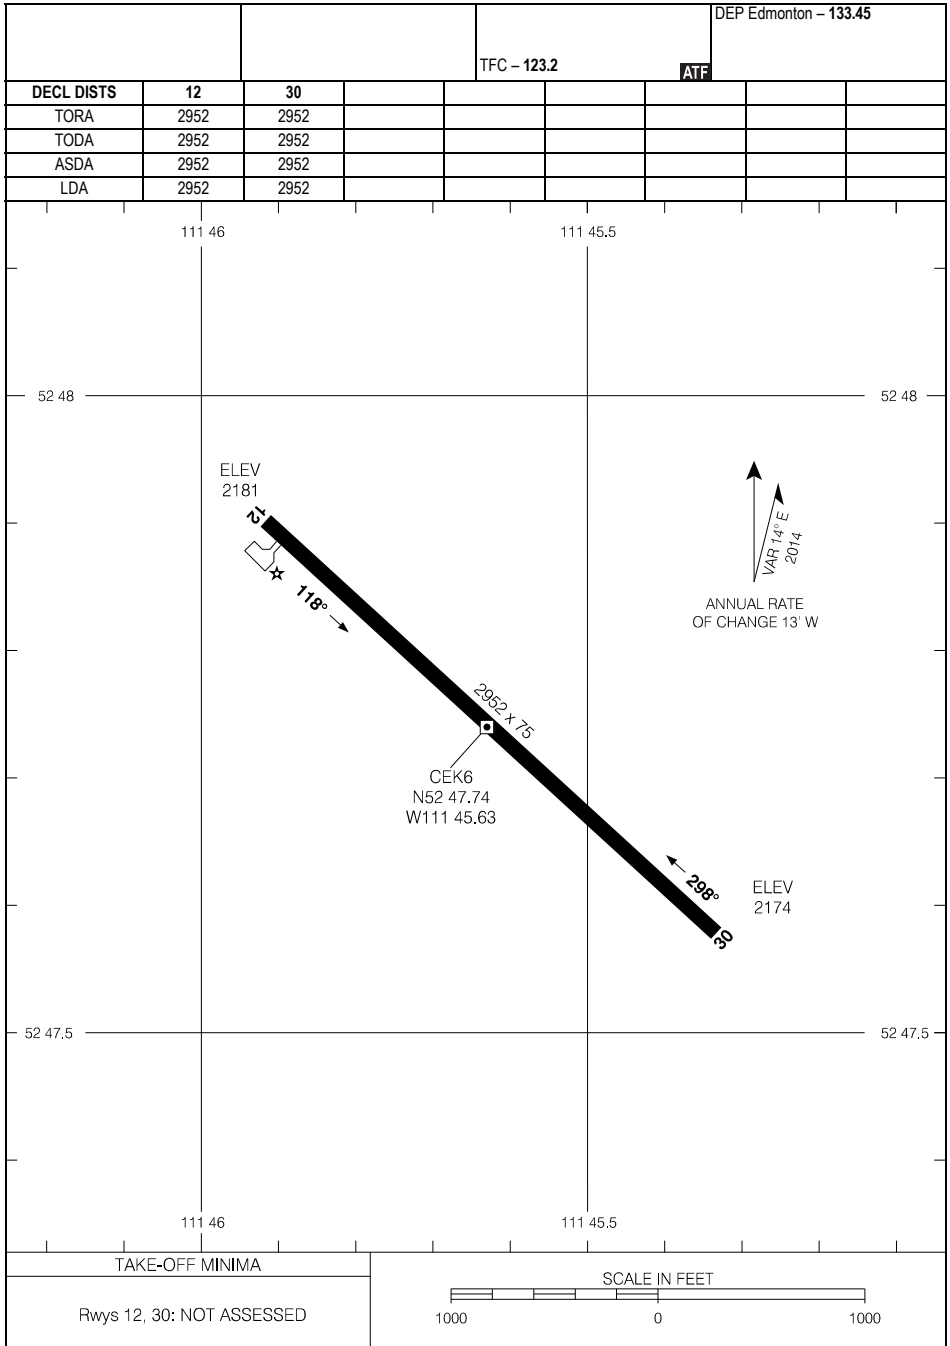 DEP Edmonton – 133.45
TFC – 123.2
ATF
DECL DISTS 12 30
TORA 2952 2952
TODA 2952 2952
ASDA 2952 2952
LDA 2952 2952
111 46 111 45.5
52 48 52 48
ELEV
2181
12
118°
VAR 14° E
2014
ANNUAL RATE
OF CHANGE 13' W
2952 x 75
CEK6
N52 47.74
W111 45.63
298°
ELEV
2174
30
52 47.5 52 47.5
111 46 111 45.5
TAKE-OFF MINIMA
Rwys 12, 30: NOT ASSESSED
SCALE IN FEET
1000 0 1000